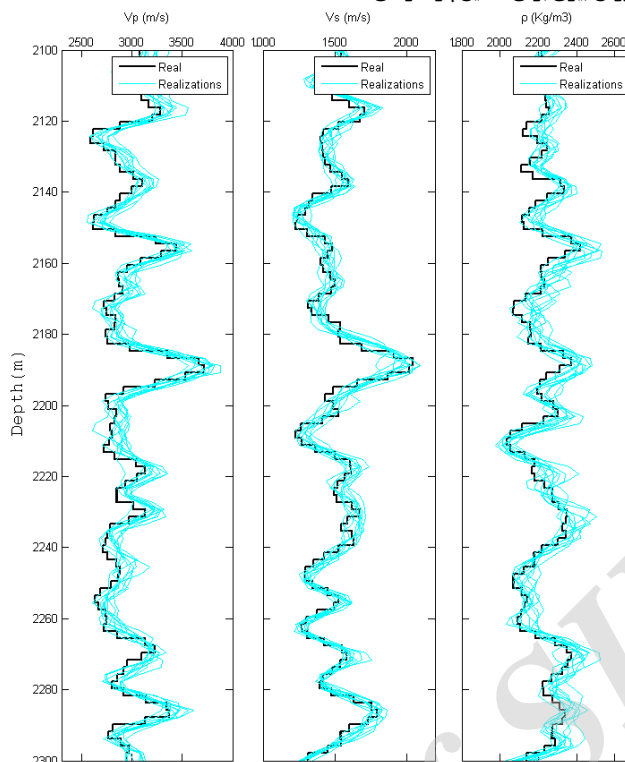 Vp (m/s)
Vs (m/s)
ρ (Kg/m3)
2500 3000 3500 4000
1000 1500 2000
1800 2000 2200 2400 2600
Real
Realizations
Real
Realizations
Real
Realizations
2100
2120
2140
2160
2180
2200
2220
2240
2260
2280
2300
Depth(m)